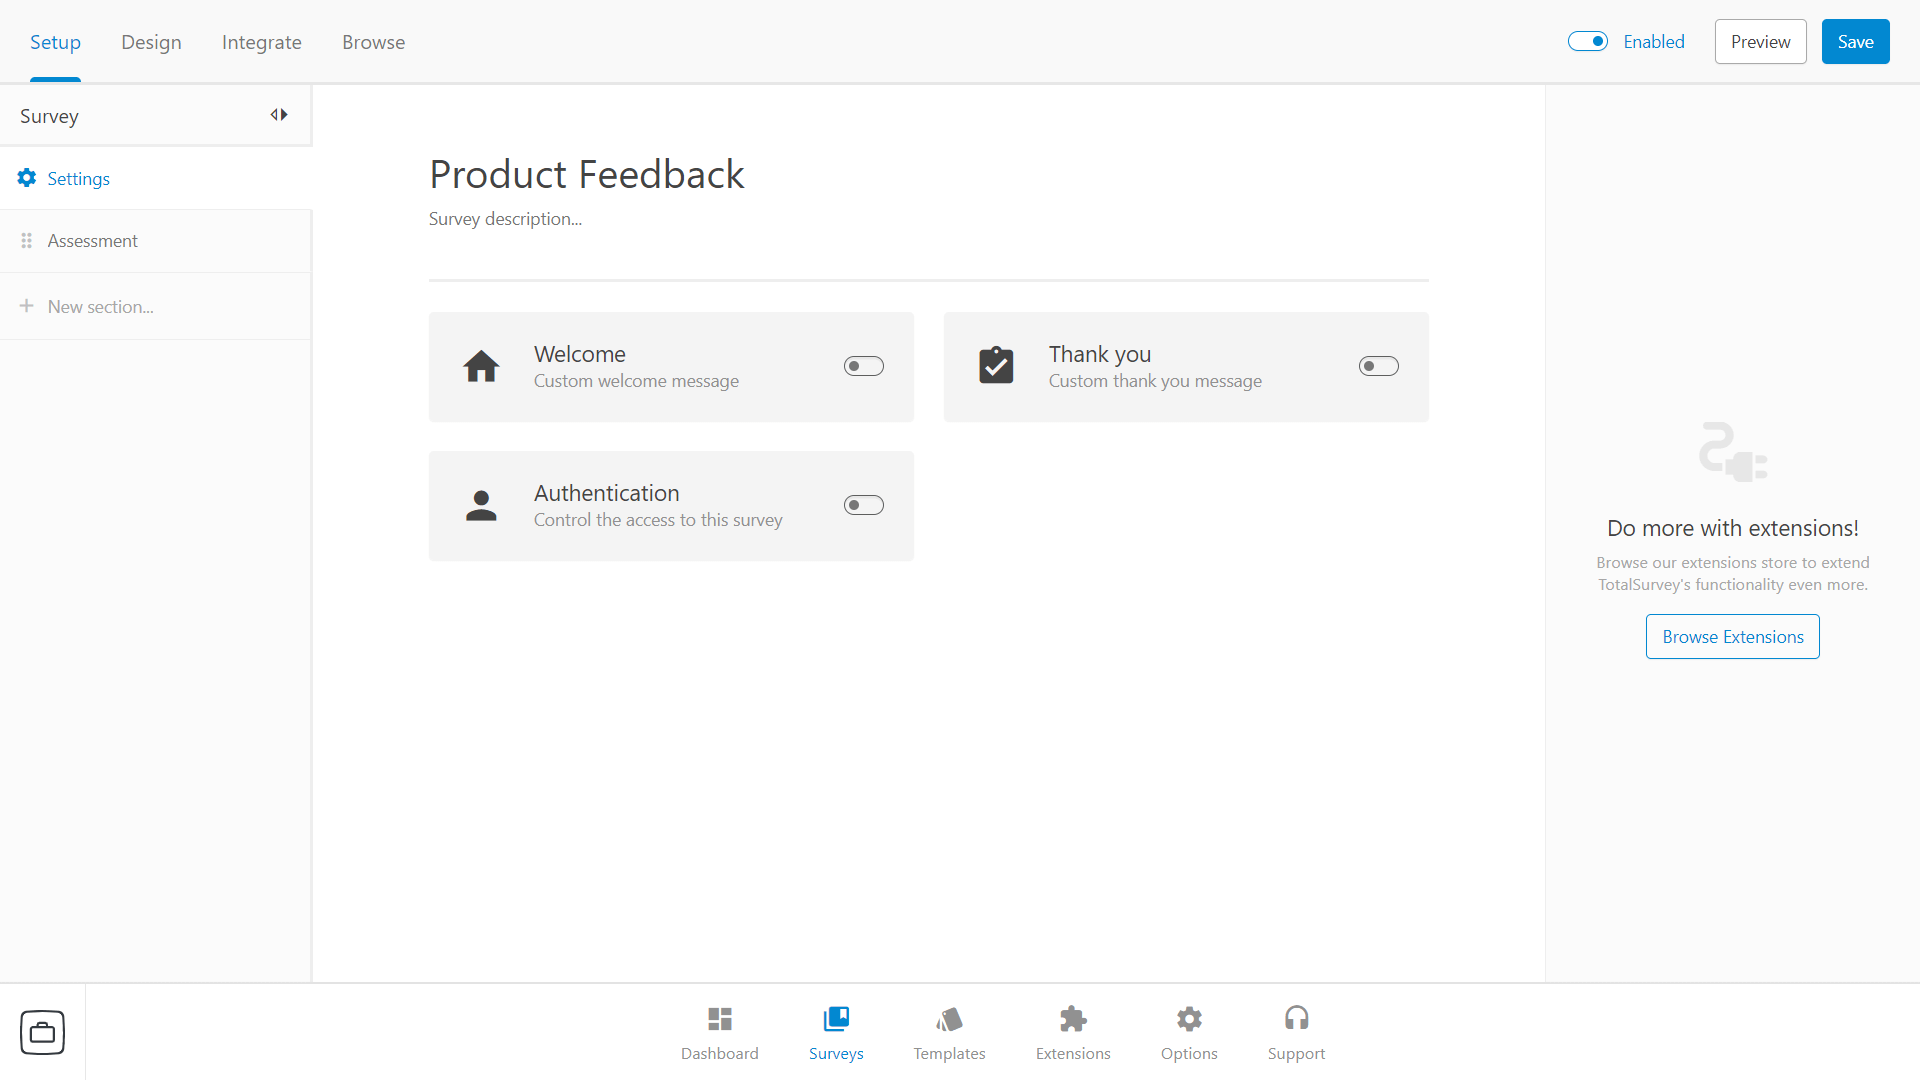 Setup
Design
Integrate
Browse
Enabled
Preview
Save
Survey
Settings
Assessment
New section...
Product Feedback
Survey description...
Welcome
Custom welcome message
Thank you
Custom thank you message
Authentication
Control the access to this survey
Do more with extensions!
Browse our extensions store to extend
TotalSurvey's functionality even more.
Browse Extensions
Dashboard
Surveys
Templates
Extensions
Options
Support